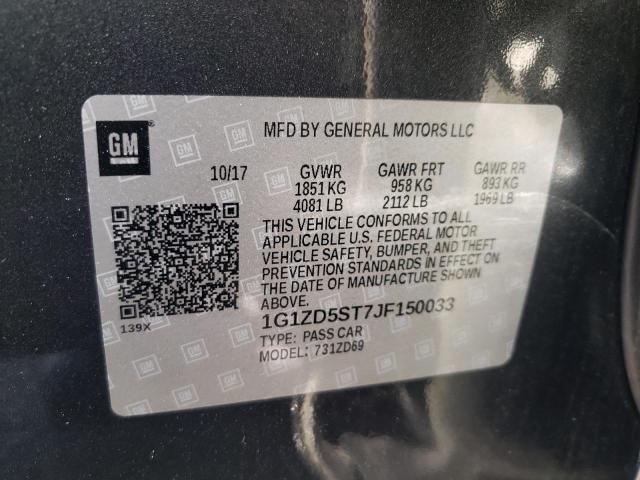 GM
MFD BY GENERAL MOTORS LLC
10/17 GVWR GAWR FRT GAWR RR
1851 KG 958 KG 893 KG
4081 LB 2112 LB 1969 LB
THIS VEHICLE CONFORMS TO ALL
APPLICABLE U.S. FEDERAL MOTOR
VEHICLE SAFETY, BUMPER, AND THEFT
PREVENTION STANDARDS IN EFFECT ON
THE DATE OF MANUFACTURE SHOWN
ABOVE.
139X
1G1ZD5ST7JF150033
TYPE: PASS CAR
MODEL: 731ZD69